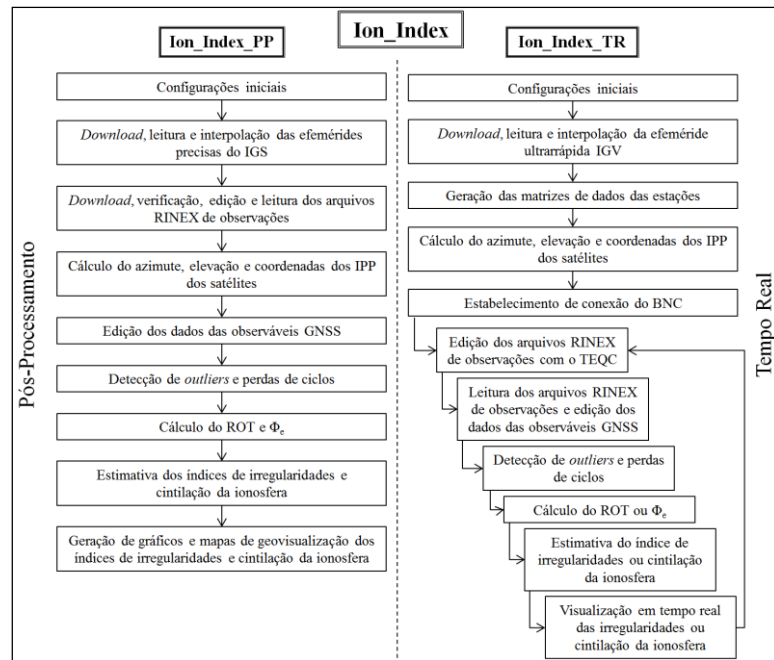 Ion_Index
Ion_Index_PP
Configurações iniciais
Download, leitura e interpolação das efemérides
precisas do IGS
Download, verificação, edição e leitura dos arquivos
RINEX de observações
Cálculo do azimute, elevação e coordenadas dos IPP
dos satélites
Edição dos dados das observáveis GNSS
Detecção de outliers e perdas de ciclos
Cálculo do ROT e Φe
Estimativa dos índices de irregularidades e
cintilação da ionosfera
Geração de gráficos e mapas de geovisualização dos
índices de irregularidades e cintilação da ionosfera
Pós-Processamento
Ion_Index_TR
Configurações iniciais
Download, leitura e interpolação da efeméride
ultrarrápida IGV
Geração das matrizes de dados das estações
Cálculo do azimute, elevação e coordenadas dos IPP
dos satélites
Estabelecimento de conexão do BNC
Edição dos arquivos RINEX
de observações com o TEQC
Leitura dos arquivos RINEX
de observações e edição dos
dados das observáveis GNSS
Detecção de outliers e perdas
de ciclos
Cálculo do ROT ou Φe
Estimativa do índice de
irregularidades ou cintilação
da ionosfera
Visualização em tempo real
das irregularidades ou
cintilação da ionosfera
Tempo Real